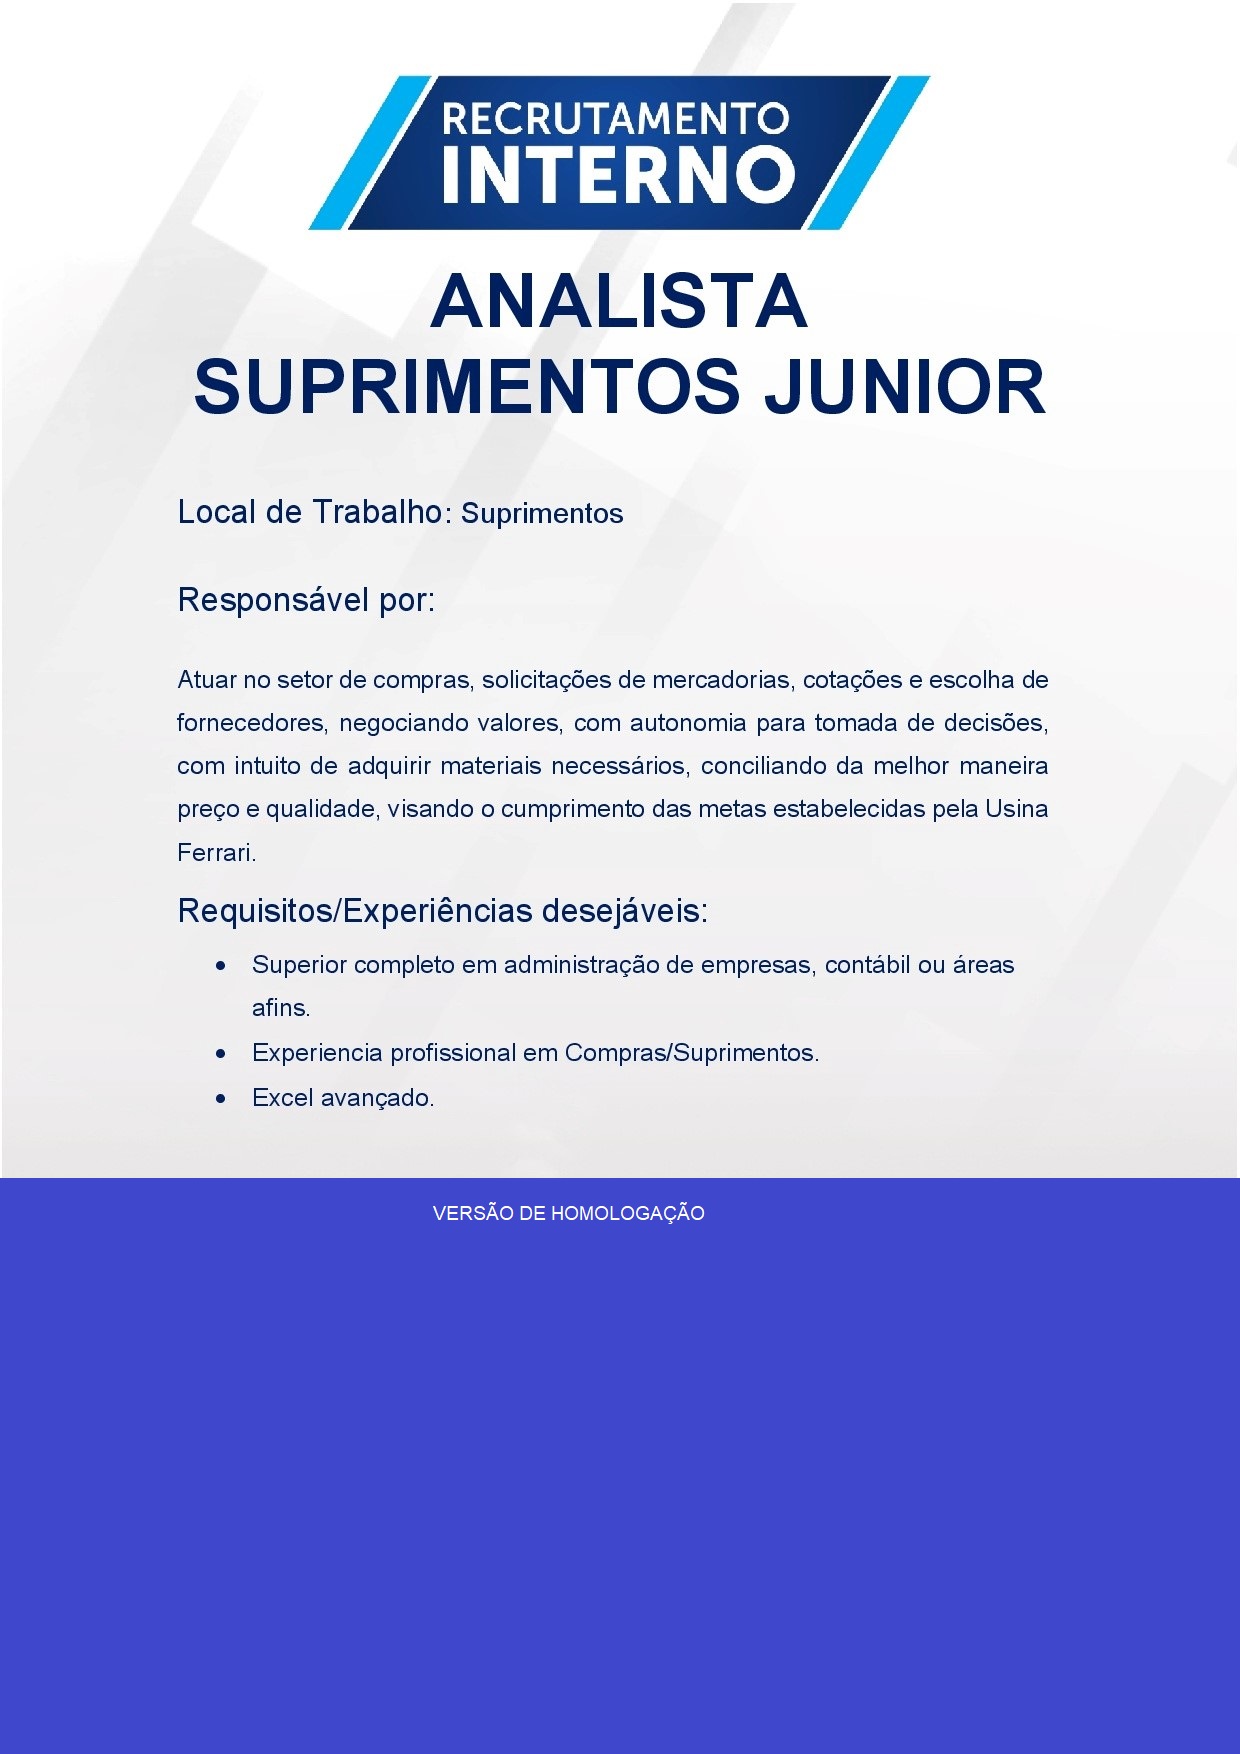 RECRUTAMENTO
INTERNO
ANALISTA
SUPRIMENTOS JUNIOR
Local de Trabalho: Suprimentos
Responsável por:
Atuar no setor de compras, solicitações de mercadorias, cotações e escolha de
fornecedores, negociando valores, com autonomia para tomada de decisões,
com intuito de adquirir materiais necessários, conciliando da melhor maneira
preço e qualidade, visando o cumprimento das metas estabelecidas pela Usina
Ferrari.
Requisitos/Experiências desejáveis:
• Superior completo em administração de empresas, contábil ou áreas
afins.
• Experiencia profissional em Compras/Suprimentos.
• Excel avançado.
VERSÃO DE HOMOLOGAÇÃO